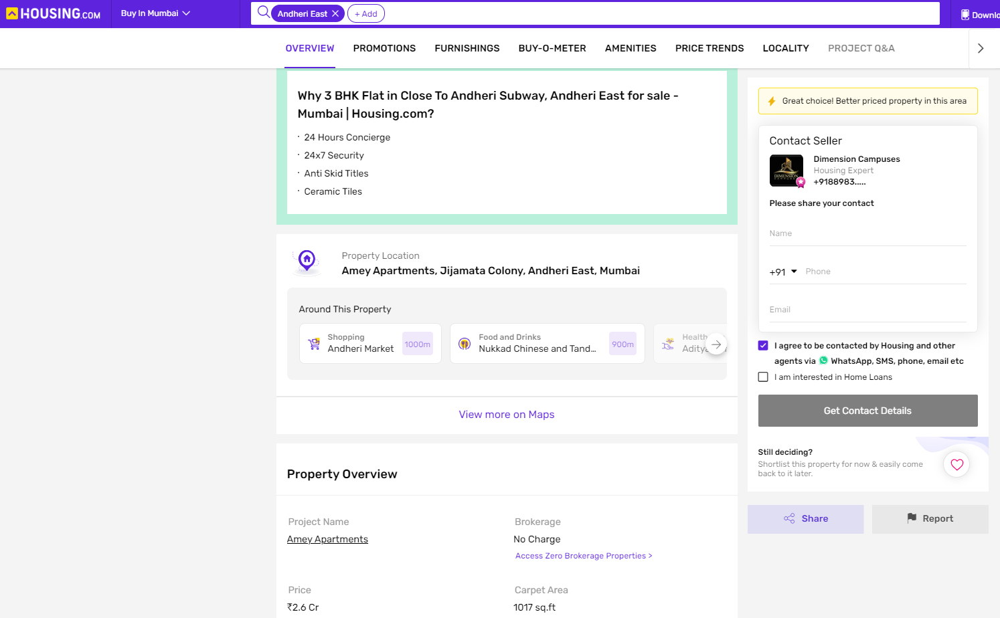 HOUSING.COM
Buy In Mumbai
Andheri East
+ Add
Downlo
OVERVIEW
PROMOTIONS
FURNISHINGS
BUY-O-METER
AMENITIES
PRICE TRENDS
LOCALITY
PROJECT Q&A
Why 3 BHK Flat in Close To Andheri Subway, Andheri East for sale -
Mumbai | Housing.com?
· 24 Hours Concierge
· 24x7 Security
· Anti Skid Titles
· Ceramic Tiles
Property Location
Amey Apartments, Jijamata Colony, Andheri East, Mumbai
Around This Property
Shopping
Andheri Market
1000m
Food and Drinks
Nukkad Chinese and Tand...
900m
Health
Aditya
View more on Maps
Property Overview
Project Name
Amey Apartments
Brokerage
No Charge
Access Zero Brokerage Properties >
Price
₹2.6 Cr
Carpet Area
1017 sq.ft
Great choice! Better priced property in this area
Contact Seller
DIMENSION
Dimension Campuses
Housing Expert
+9188983.....
Please share your contact
Name
+91
Phone
Email
I agree to be contacted by Housing and other
agents via WhatsApp, SMS, phone, email etc
I am interested in Home Loans
Get Contact Details
Still deciding?
Shortlist this property for now & easily come
back to it later.
Share
Report